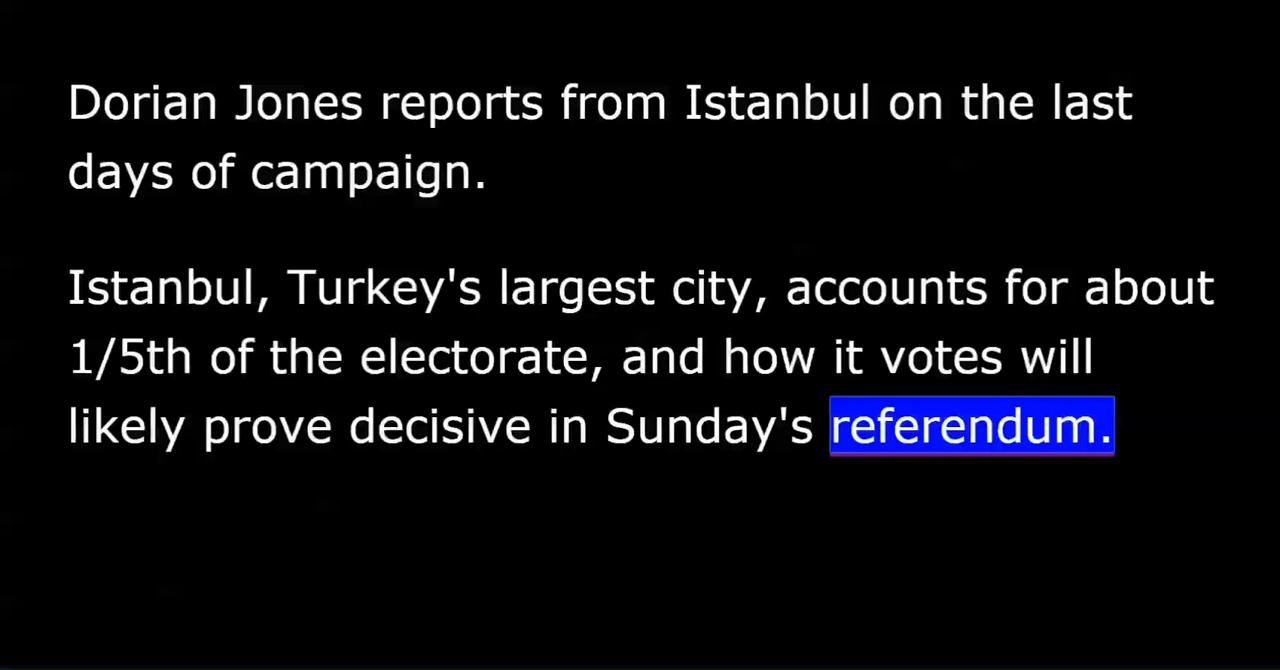 Dorian Jones reports from Istanbul on the last
days of campaign.
Istanbul, Turkey's largest city, accounts for about
1/5th of the electorate, and how it votes will
likely prove decisive in Sunday's referendum.